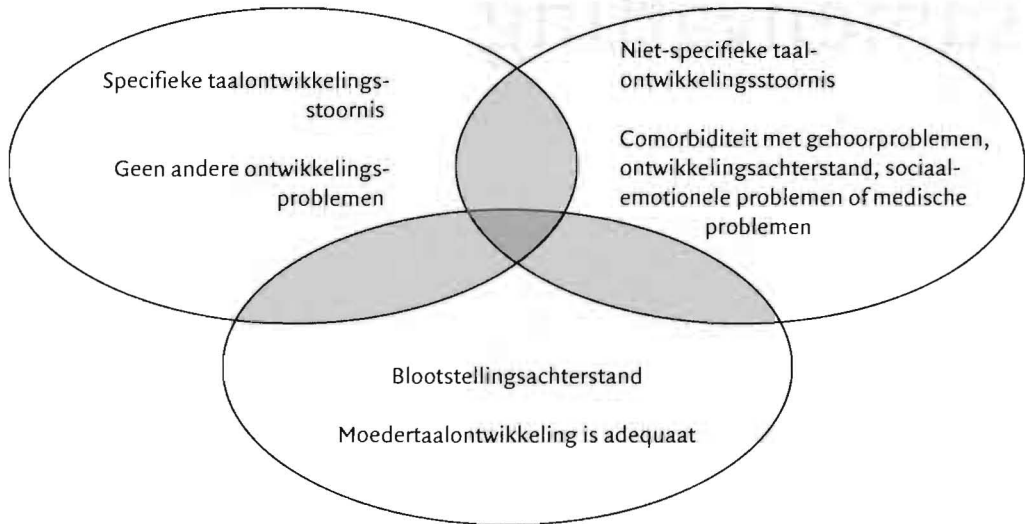 Specifieke taalontwikkelings-
stoornis
Geen andere ontwikkelings-
problemen
Niet-specifieke taal-
ontwikkelingsstoornis
Comorbiditeit met gehoorproblemen,
ontwikkelingsachterstand, sociaal-
emotionele problemen of medische
problemen
Blootstellingsachterstand
Moedertaalontwikkeling is adequaat